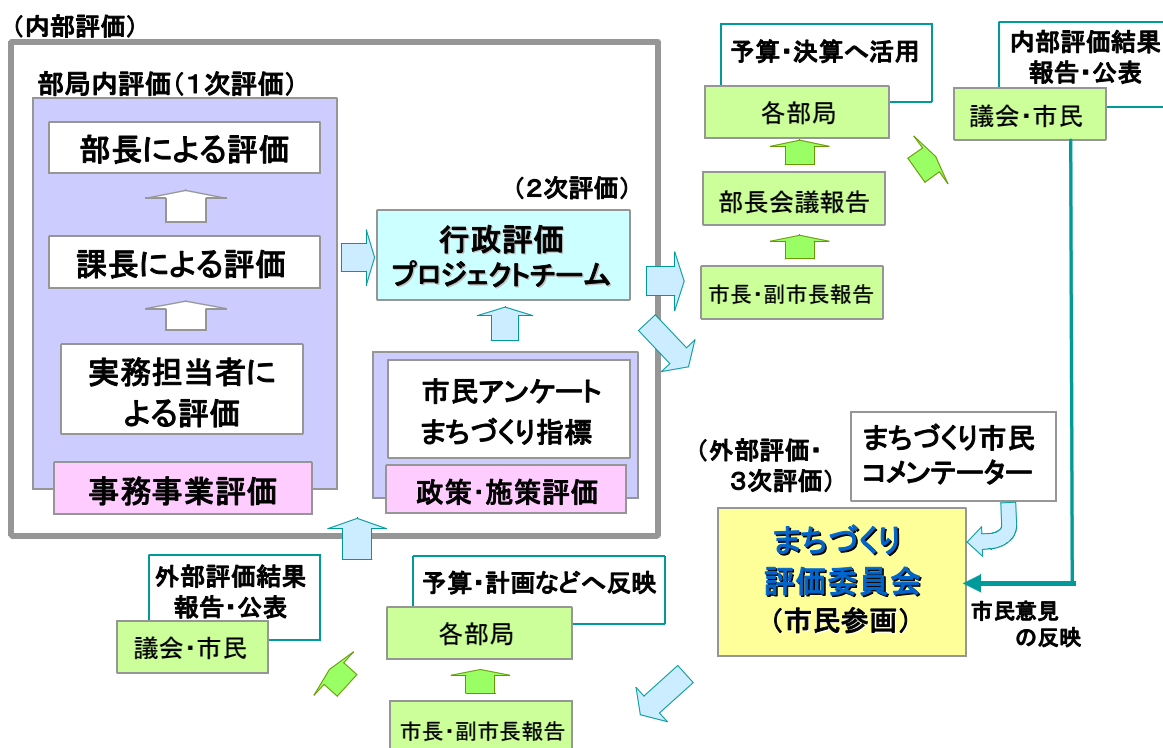 （内部評価）
部局内評価（１次評価）
部長による評価
課長による評価
実務担当者に
よる評価
事務事業評価
（２次評価）
行政評価
プロジェクトチーム
市民アンケート
まちづくり指標
政策・施策評価
予算・決算へ活用
各部局
部長会議報告
市長・副市長報告
内部評価結果
報告・公表
議会・市民
（外部評価・
３次評価）
まちづくり市民
コメンテーター
まちづくり
評価委員会
（市民参画）
市民意見
の反映
外部評価結果
報告・公表
議会・市民
予算・計画などへ反映
各部局
市長・副市長報告